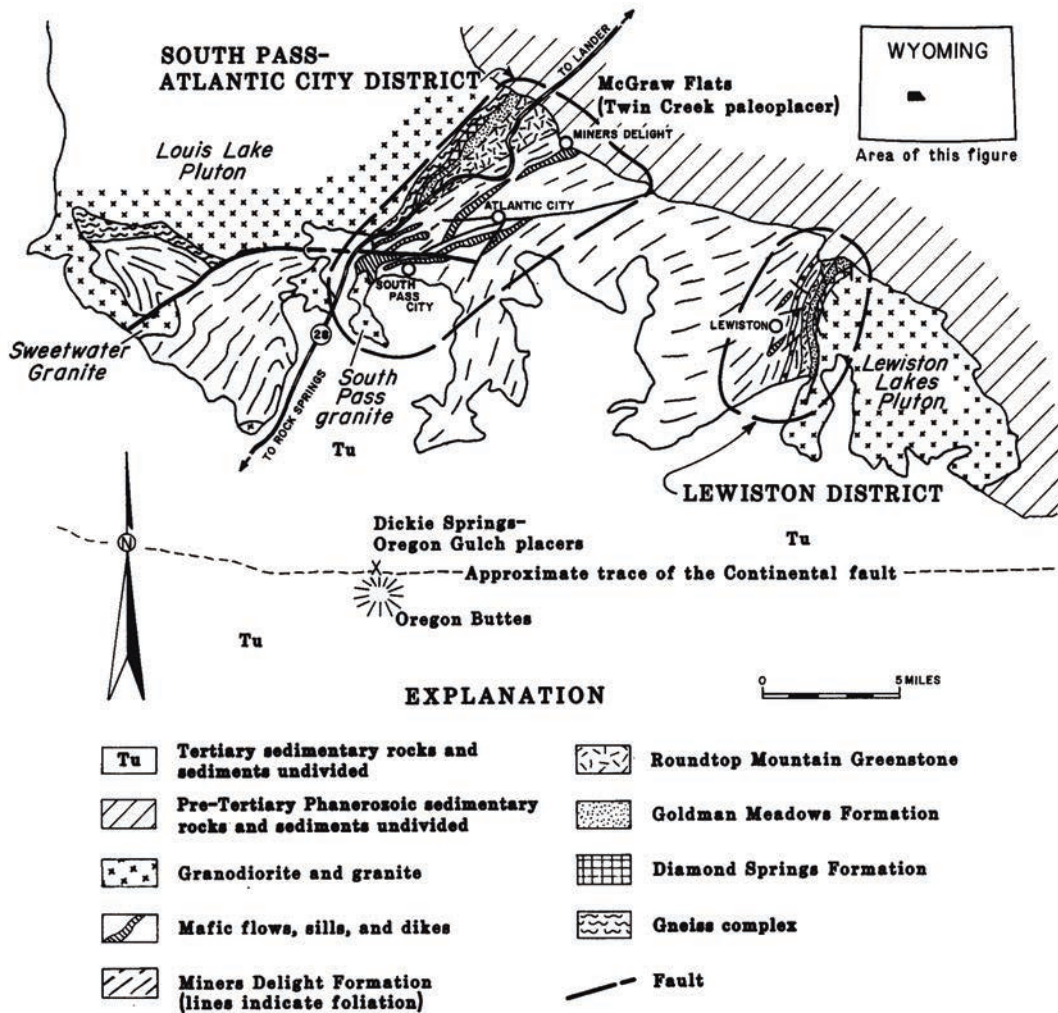 SOUTH PASS-
ATLANTIC CITY DISTRICT
TO LANDER
WYOMING
Area of this figure
McGraw Flats
(Twin Creek paleoplacer)
MINERS DELIGHT
Louis Lake
Pluton
ATLANTIC CITY
SOUTH
PASS
CITY
LEWISTON
28
Sweetwater
Granite
South
Pass
granite
Lewiston
Lakes
Pluton
TO ROCK SPRINGS
Tu
LEWISTON DISTRICT
N
Dickie Springs-
Oregon Gulch placers
Tu
Approximate trace of the Continental fault
Oregon Buttes
Tu
EXPLANATION
0 5 MILES
Tu Tertiary sedimentary rocks and
sediments undivided
Pre-Tertiary Phanerozoic sedimentary
rocks and sediments undivided
Granodiorite and granite
Mafic flows, sills, and dikes
Miners Delight Formation
(lines indicate foliation)
Roundtop Mountain Greenstone
Goldman Meadows Formation
Diamond Springs Formation
Gneiss complex
Fault